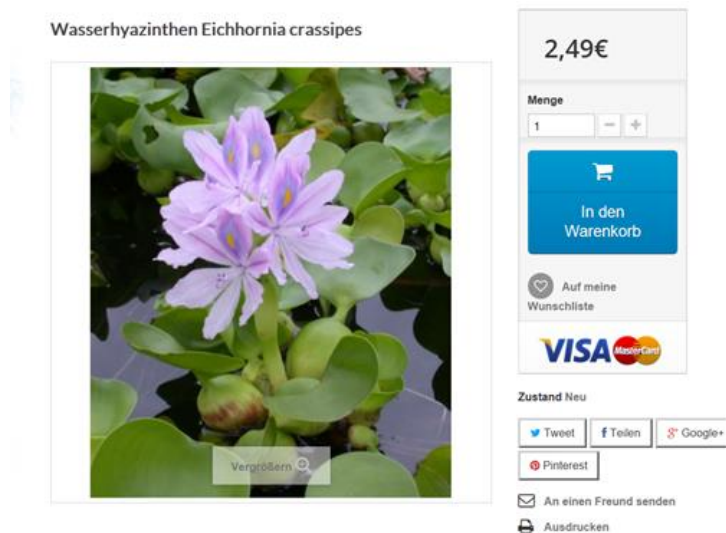 Wasserhyazinthen Eichhornia crassipes
Vergrößern
2,49€
Menge
1
In den
Warenkorb
Auf meine
Wunschliste
VISA MasterCard
Zustand Neu
Tweet
Teilen
Google+
Pinterest
An einen Freund senden
Ausdrucken